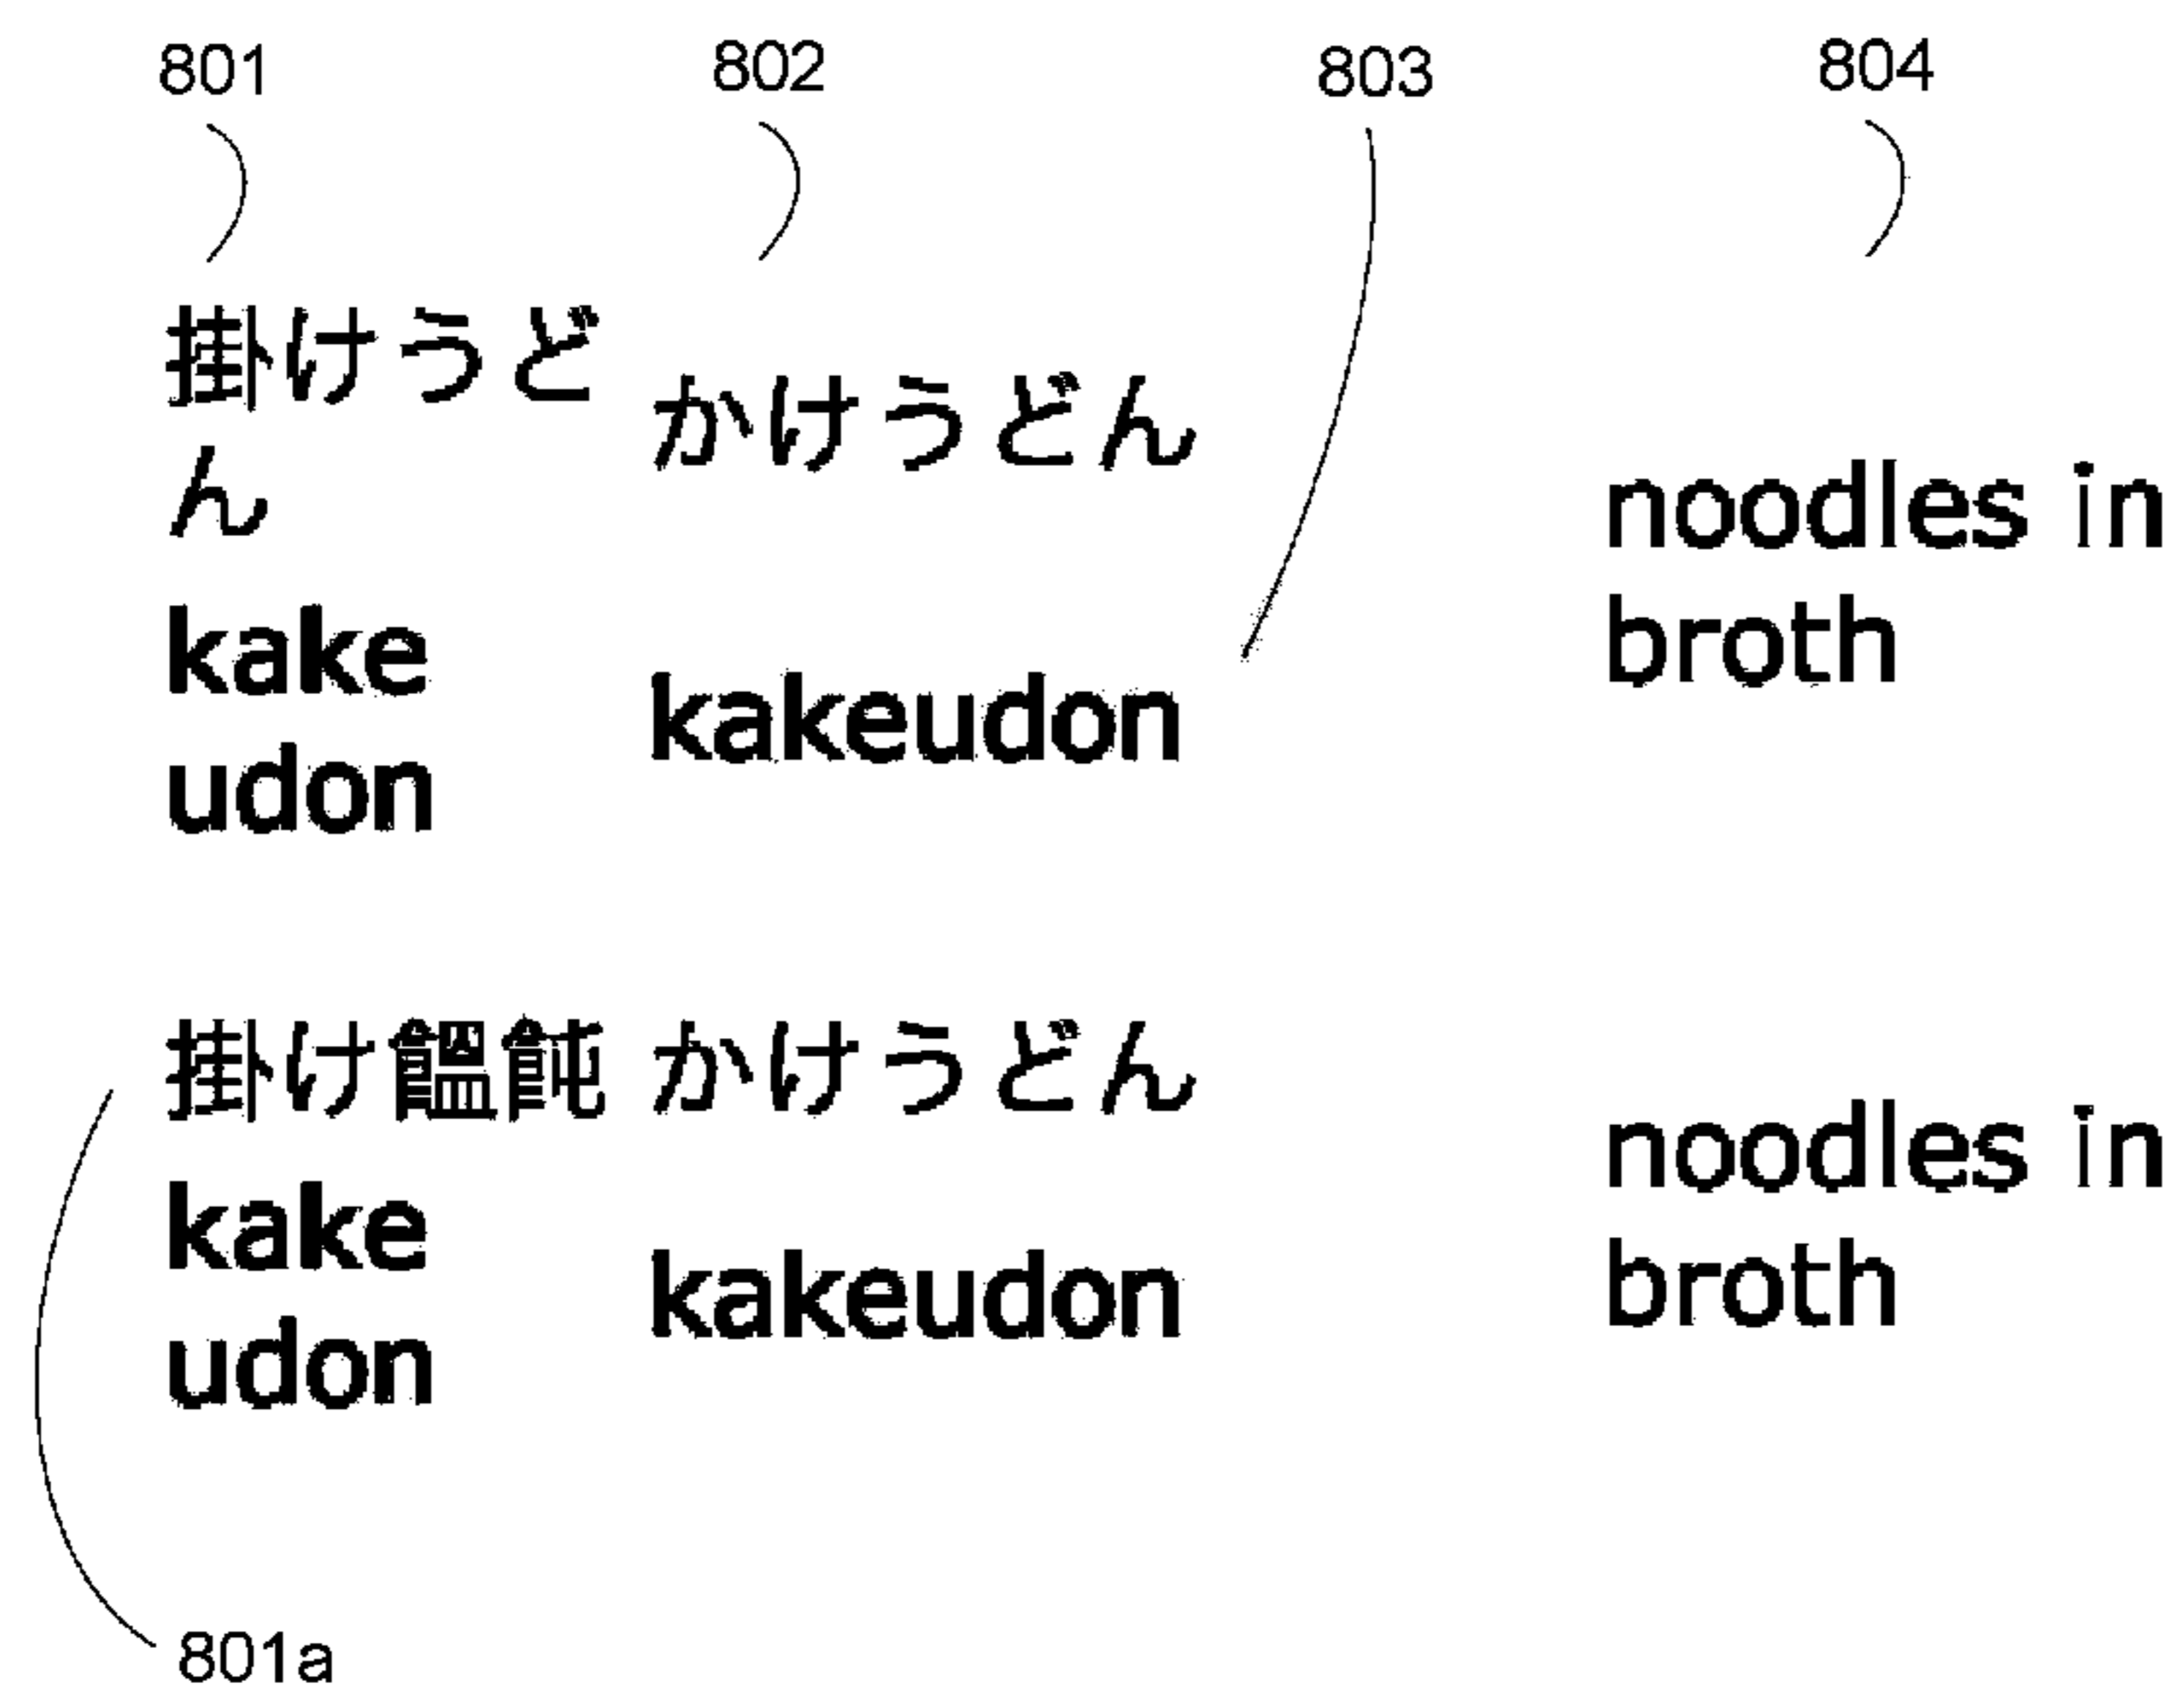 801 802 803 804
掛けうど
ん
かけうどん
noodles in
broth
kake
udon
kakeudon
掛け饂飩 かけうどん
noodles in
broth
kake
udon
kakeudon
801a